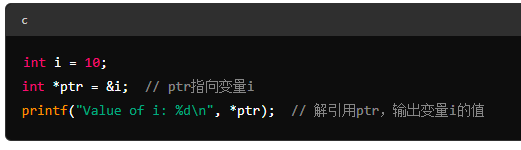 c
int i = 10;
int *ptr = &i;  // ptr指向变量i
printf("Value of i: %d\n", *ptr);  // 解引用ptr，输出变量i的值